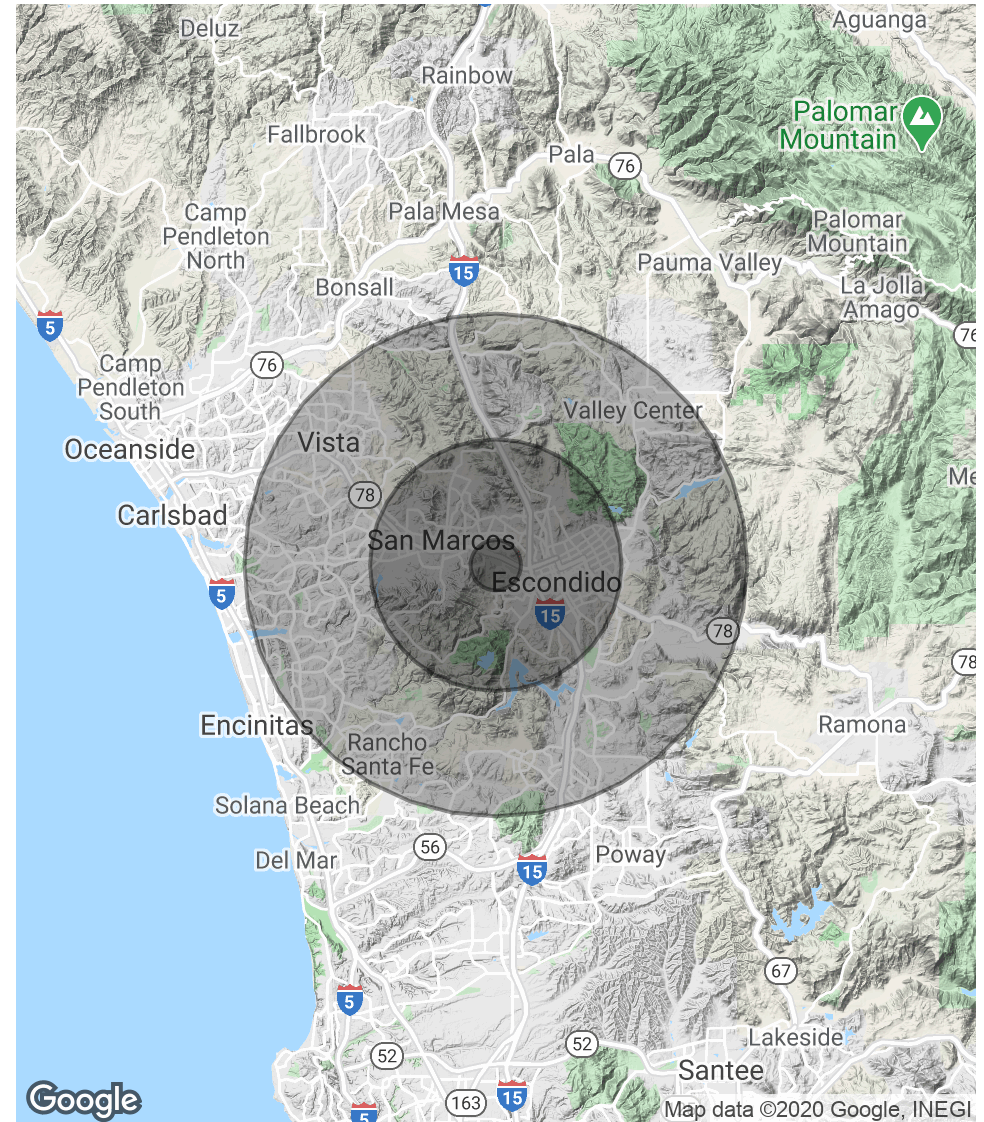 Deluz
Aguanga
Rainbow
Palomar
Mountain
Fallbrook
Pala
76
Camp
Pendleton
North
Pala Mesa
Palomar
Mountain
Pauma Valley
15
Bonsall
La Jolla
Amago
5
76
76
Camp
Pendleton
South
Valley Center
Vista
Oceanside
Me
78
Carlsbad
San Marcos
Escondido
5
15
78
78
Encinitas
Ramona
Rancho
Santa Fe
Solana Beach
56
Poway
Del Mar
15
67
5
Lakeside
52
52
Santee
15
163
5
Google
Map data ©2020 Google, INEGI